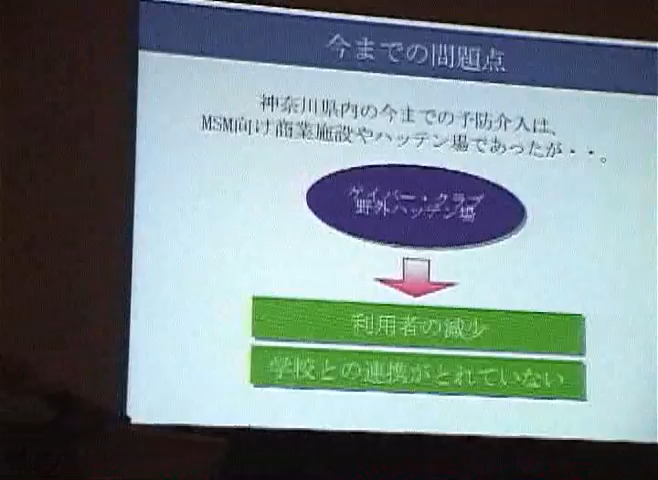 今までの問題点
神奈川県内の今までの予防介入は、
MSM向け商業施設やハッテン場であったが・・。
ゲイバー・クラブ
野外ハッテン場
利用者の減少
学校との連携がとれていない